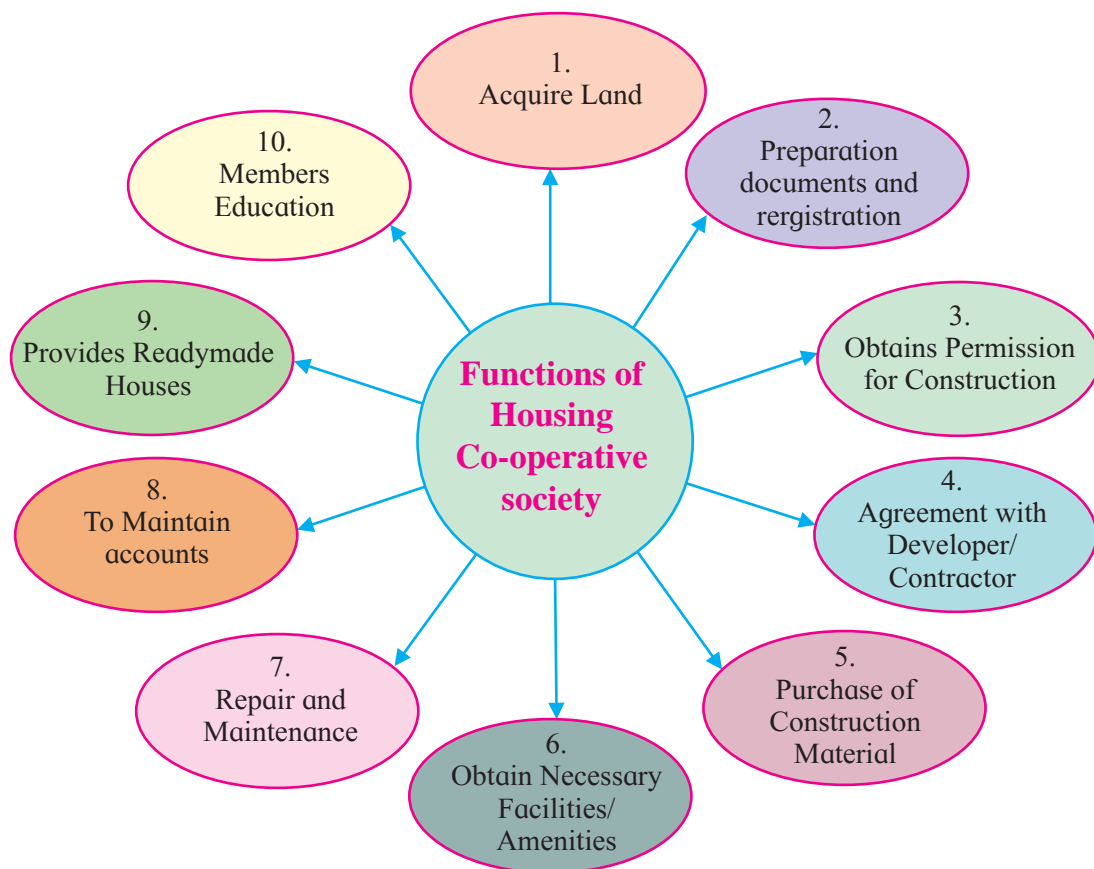 Functions of
Housing
Co-operative
society
1.
Acquire Land
2.
Preparation
documents and
rergistration
3.
Obtains Permission
for Construction
4.
Agreement with
Developer/
Contractor
5.
Purchase of
Construction
Material
6.
Obtain Necessary
Facilities/
Amenities
7.
Repair and
Maintenance
8.
To Maintain
accounts
9.
Provides Readymade
Houses
10.
Members
Education